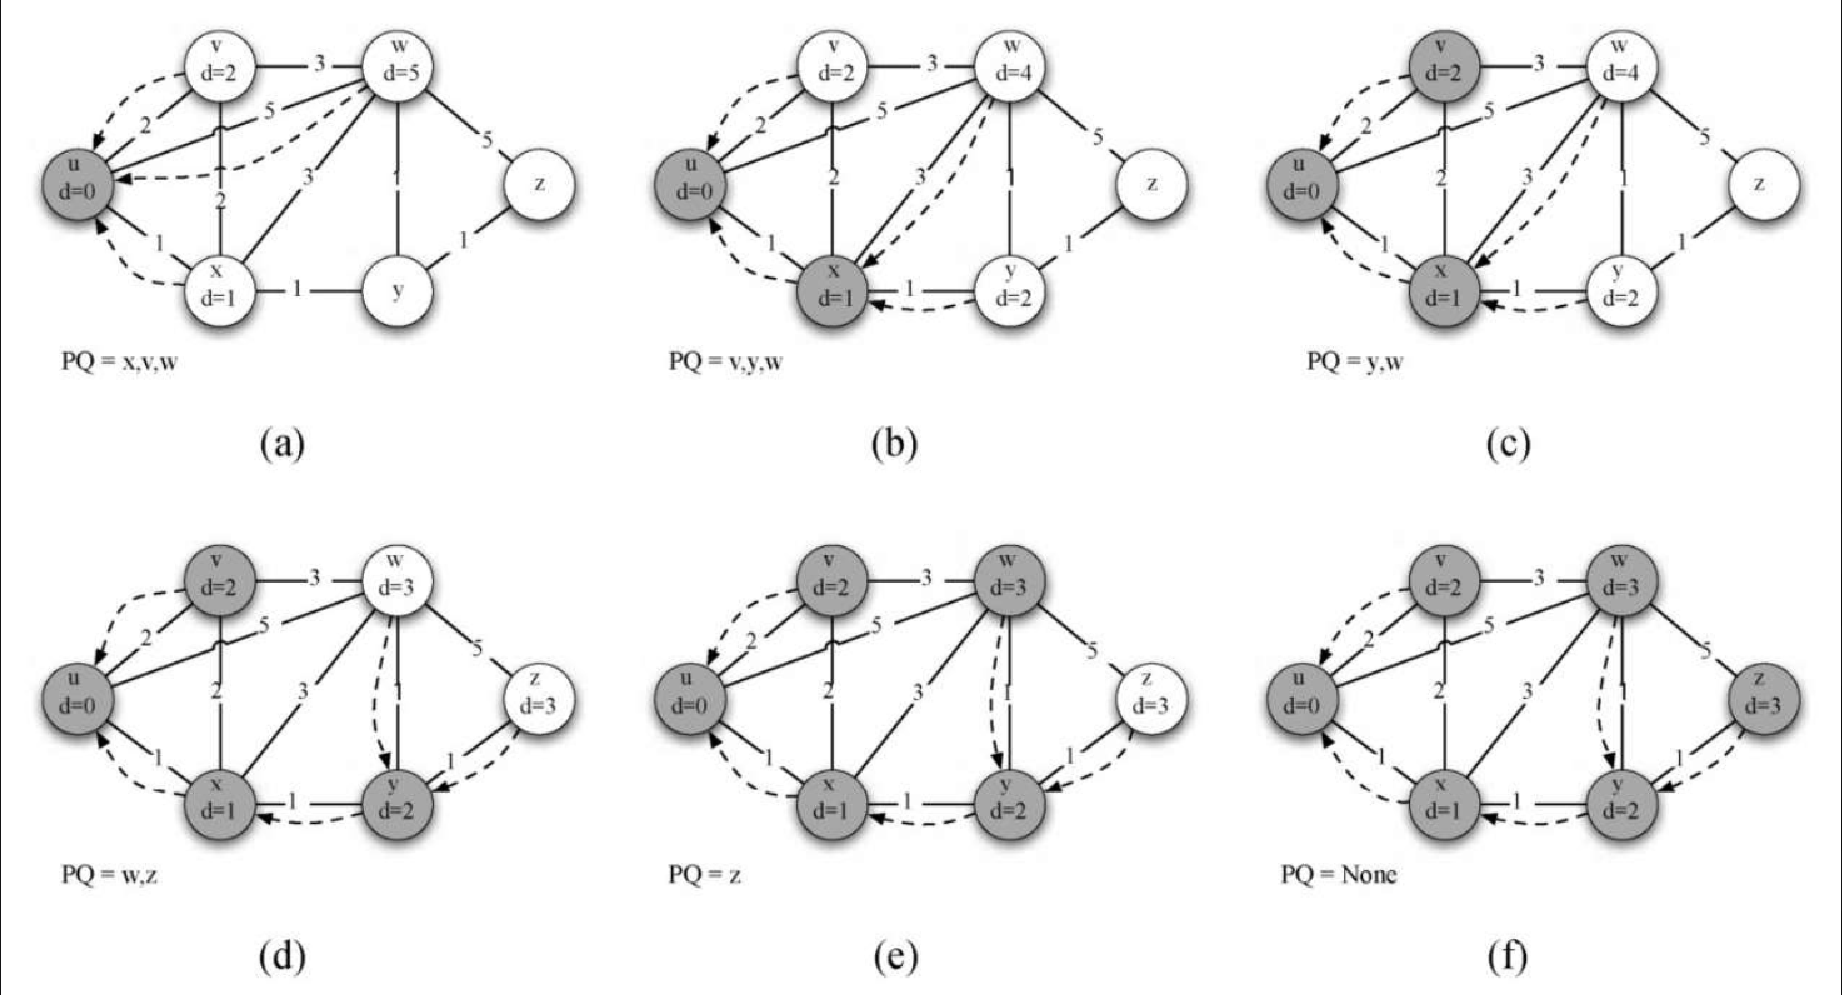 v
d=2
3
w
d=5
5
2
5
u
d=0
3
1
z
2
1
1
x
d=1
1
y
PQ = x,v,w
(a)
v
d=2
3
w
d=4
5
2
5
u
d=0
2
3
1
z
1
1
x
d=1
1
y
d=2
PQ = v,y,w
(b)
v
d=2
3
w
d=4
5
2
5
u
d=0
2
3
1
z
1
1
x
d=1
1
y
d=2
PQ = y,w
(c)
v
d=2
3
w
d=3
5
2
5
u
d=0
2
3
1
z
d=3
1
1
x
d=1
1
y
d=2
PQ = w,z
(d)
v
d=2
3
w
d=3
5
2
5
u
d=0
2
3
1
z
d=3
1
1
x
d=1
1
y
d=2
PQ = z
(e)
v
d=2
3
w
d=3
5
2
5
u
d=0
2
3
1
z
d=3
1
1
x
d=1
1
y
d=2
PQ = None
(f)